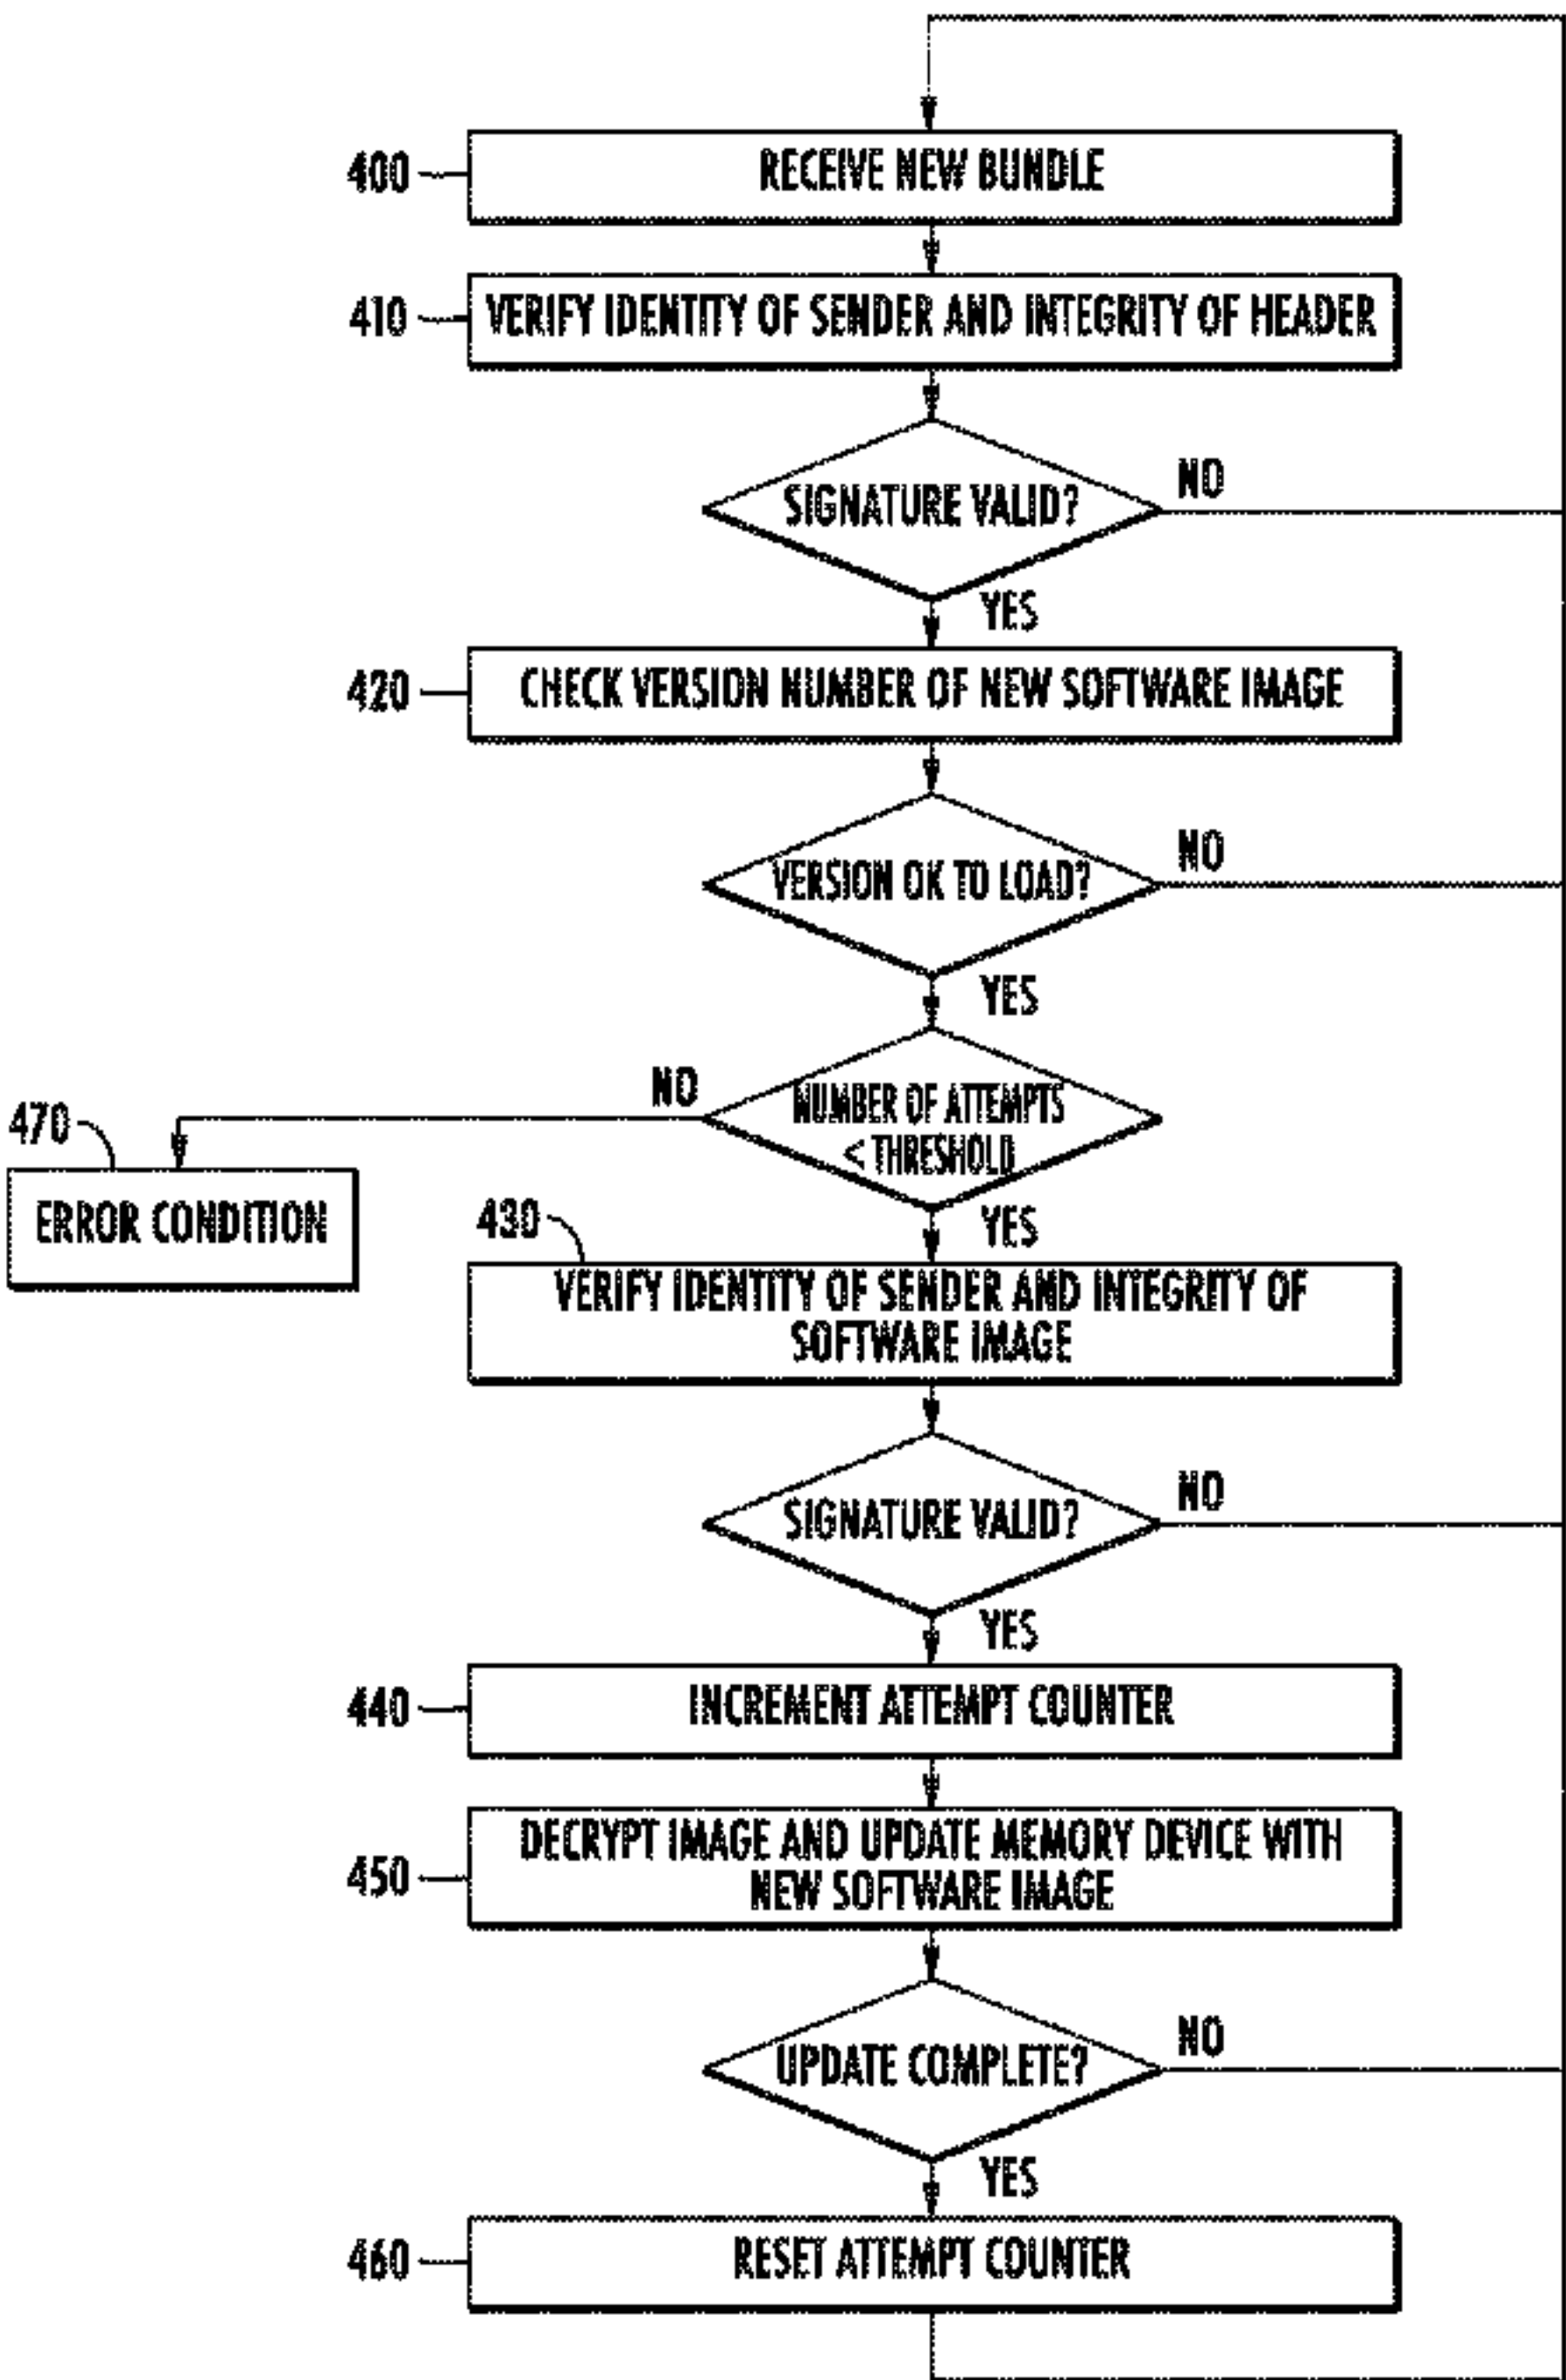 400
RECEIVE NEW BUNDLE
410
VERIFY IDENTITY OF SENDER AND INTEGRITY OF HEADER
SIGNATURE VALID?
NO
YES
420
CHECK VERSION NUMBER OF NEW SOFTWARE IMAGE
VERSION OK TO LOAD?
NO
YES
NO
NUMBER OF ATTEMPTS
< THRESHOLD
470
ERROR CONDITION
YES
430
VERIFY IDENTITY OF SENDER AND INTEGRITY OF
SOFTWARE IMAGE
SIGNATURE VALID?
NO
YES
440
INCREMENT ATTEMPT COUNTER
450
DECRYPT IMAGE AND UPDATE MEMORY DEVICE WITH
NEW SOFTWARE IMAGE
UPDATE COMPLETE?
NO
YES
460
RESET ATTEMPT COUNTER